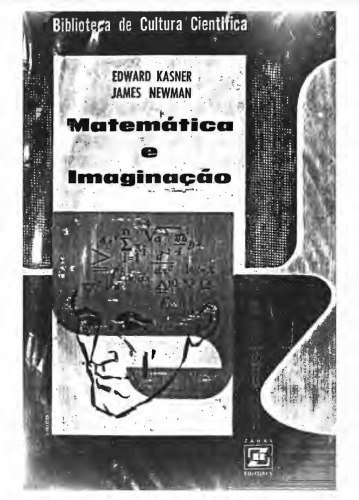 Biblioteca de Cultura Científica
EDWARD KASNER
JAMES NEWMAN
Matemática
e
Imaginação
ZAHAR
EDITORES